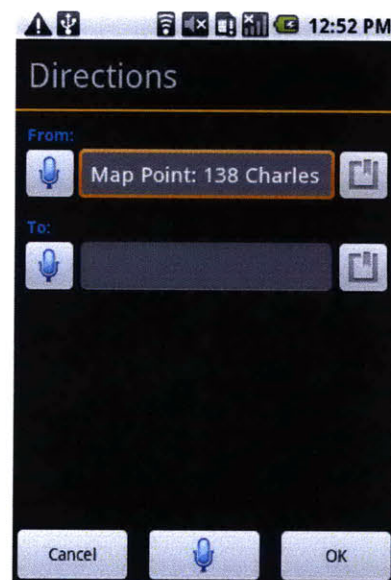 12:52 PM
Directions
From:
Map Point: 138 Charles
To:
Cancel
OK